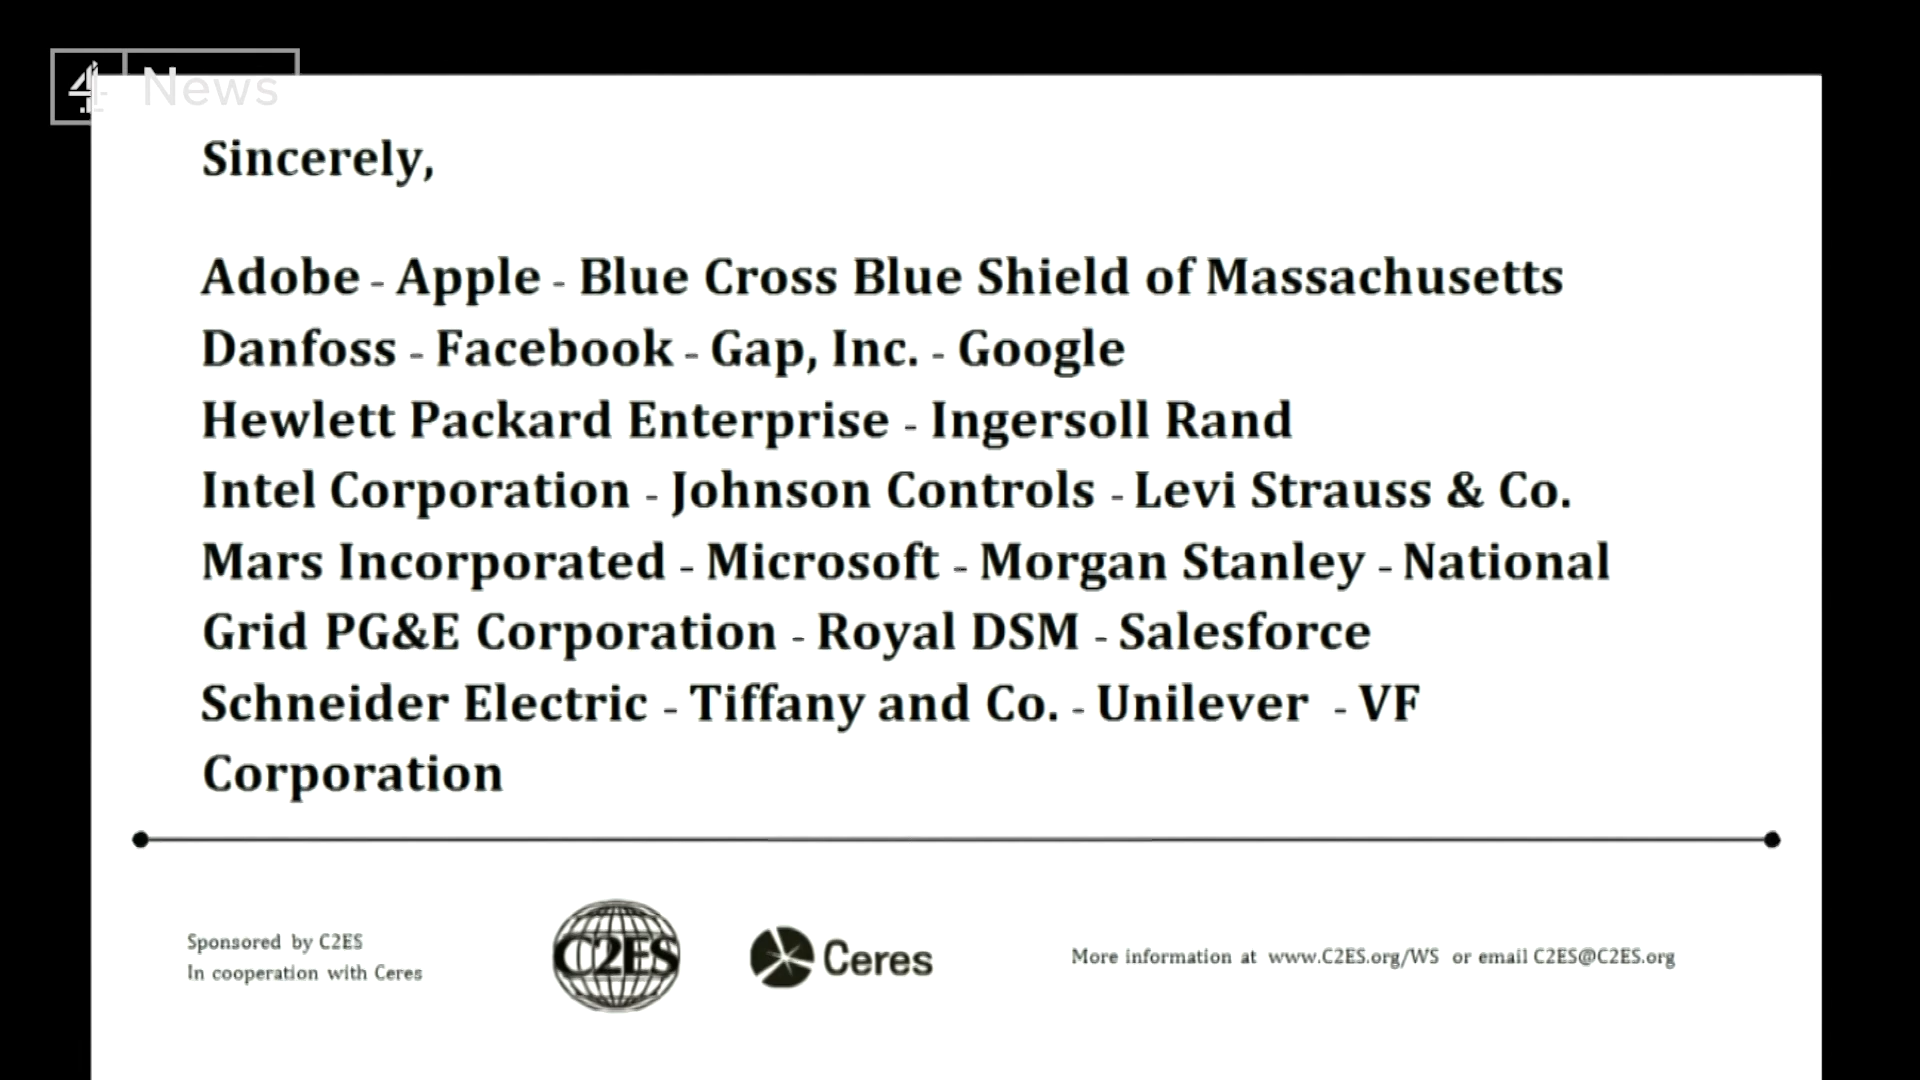 4 News
Sincerely,
Adobe - Apple - Blue Cross Blue Shield of Massachusetts
Danfoss - Facebook - Gap, Inc. - Google
Hewlett Packard Enterprise - Ingersoll Rand
Intel Corporation - Johnson Controls - Levi Strauss & Co.
Mars Incorporated - Microsoft - Morgan Stanley - National
Grid PG&E Corporation - Royal DSM - Salesforce
Schneider Electric - Tiffany and Co. - Unilever - VF
Corporation
Sponsored by C2ES
In cooperation with Ceres
C2ES
Ceres
More information at www.C2ES.org/WS or email C2ES@C2ES.org